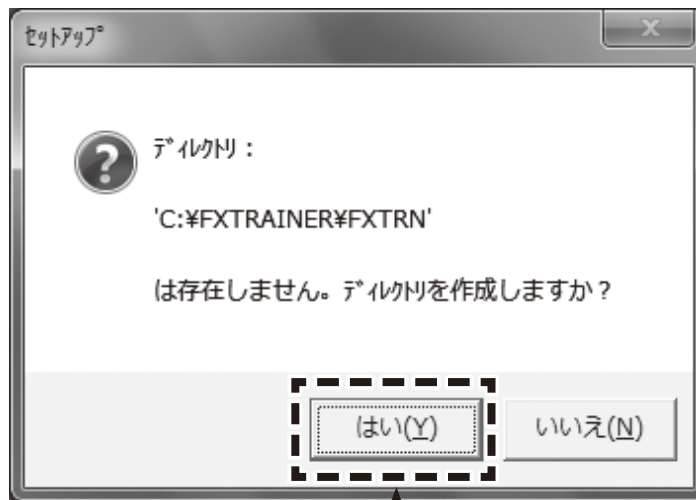 ｾｯﾄｱｯﾌﾟ
ﾃﾞｨﾚｸﾄﾘ：
'C:¥FXTRAINER¥FXTRN'
は存在しません。ﾃﾞｨﾚｸﾄﾘを作成しますか？
はい(Y)
いいえ(N)